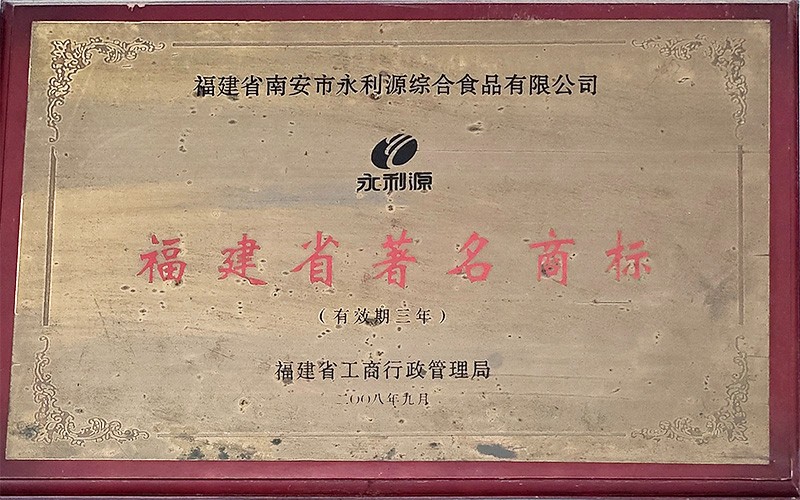 福建省南安市永利源综合食品有限公司
永利源
福建省著名商标
（有效期三年）
福建省工商行政管理局
二〇〇八年九月